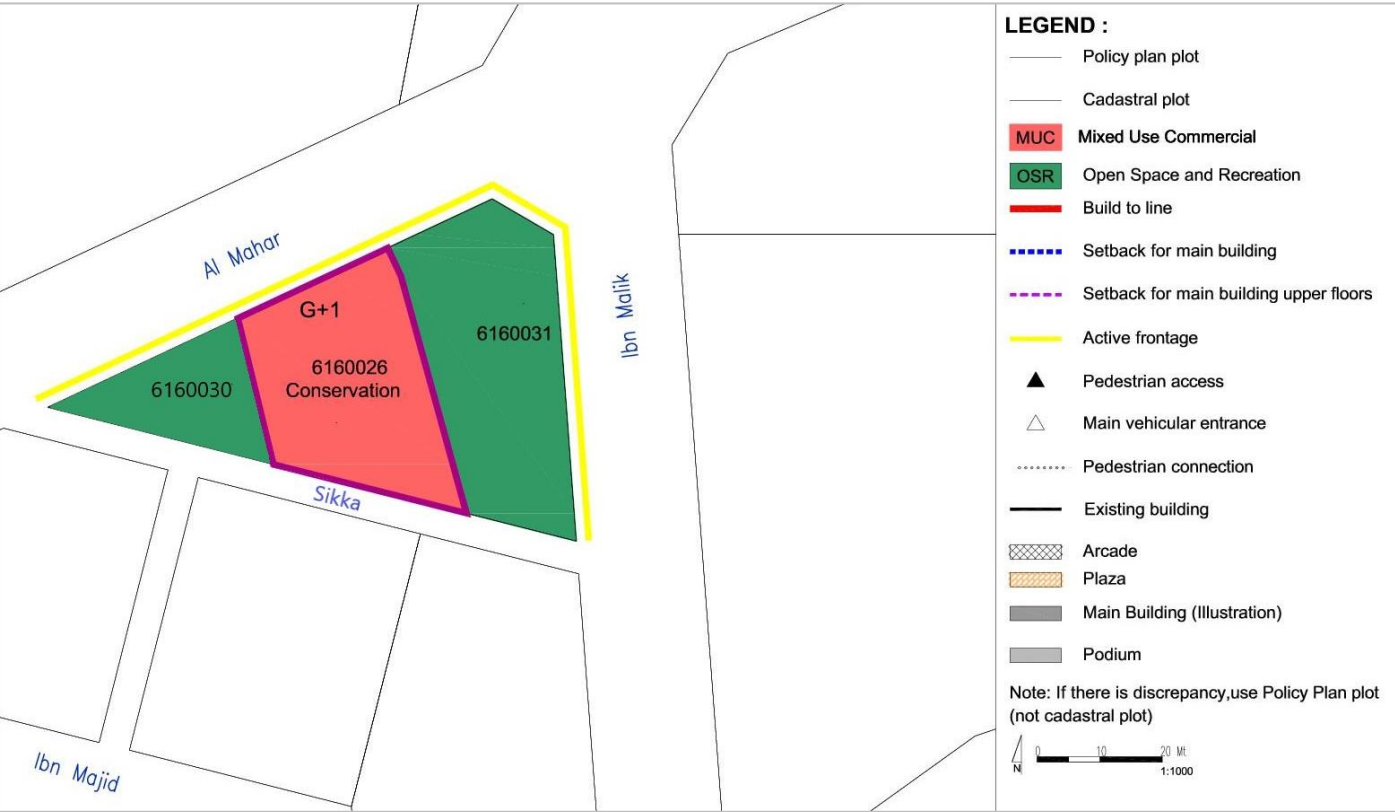 Al Mahar
Ibn Malik
G+1
6160031
6160026
Conservation
6160030
Sikka
Ibn Majid
LEGEND :
Policy plan plot
Cadastral plot
MUC Mixed Use Commercial
OSR Open Space and Recreation
Build to line
Setback for main building
Setback for main building upper floors
Active frontage
Pedestrian access
Main vehicular entrance
Pedestrian connection
Existing building
Arcade
Plaza
Main Building (Illustration)
Podium
Note: If there is discrepancy,use Policy Plan plot
(not cadastral plot)
0 10 20 Mt
N
1:1000